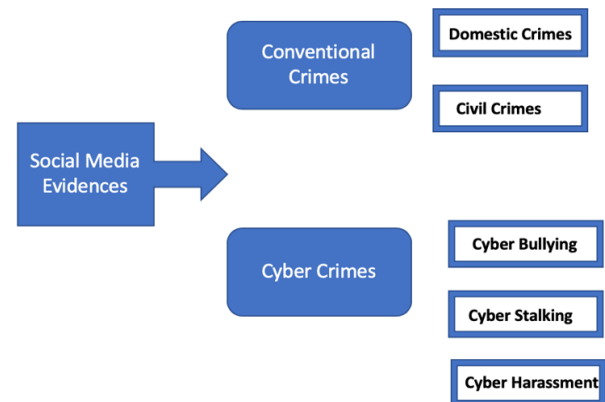 Social Media
Evidences
Conventional
Crimes
Domestic Crimes
Civil Crimes
Cyber Crimes
Cyber Bullying
Cyber Stalking
Cyber Harassment